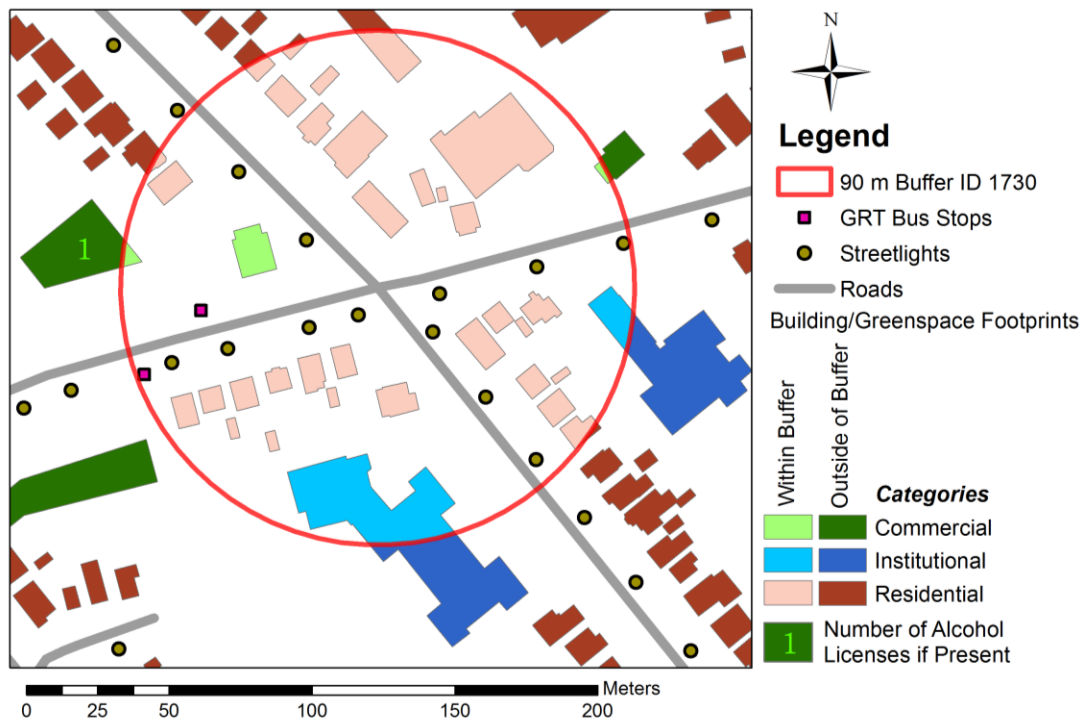 N
1
Legend
90 m Buffer ID 1730
GRT Bus Stops
Streetlights
Roads
Building/Greenspace Footprints
Within Buffer
Outside of Buffer
Categories
Commercial
Institutional
Residential
1
Number of Alcohol
Licenses if Present
Meters
0 25 50 100 150 200